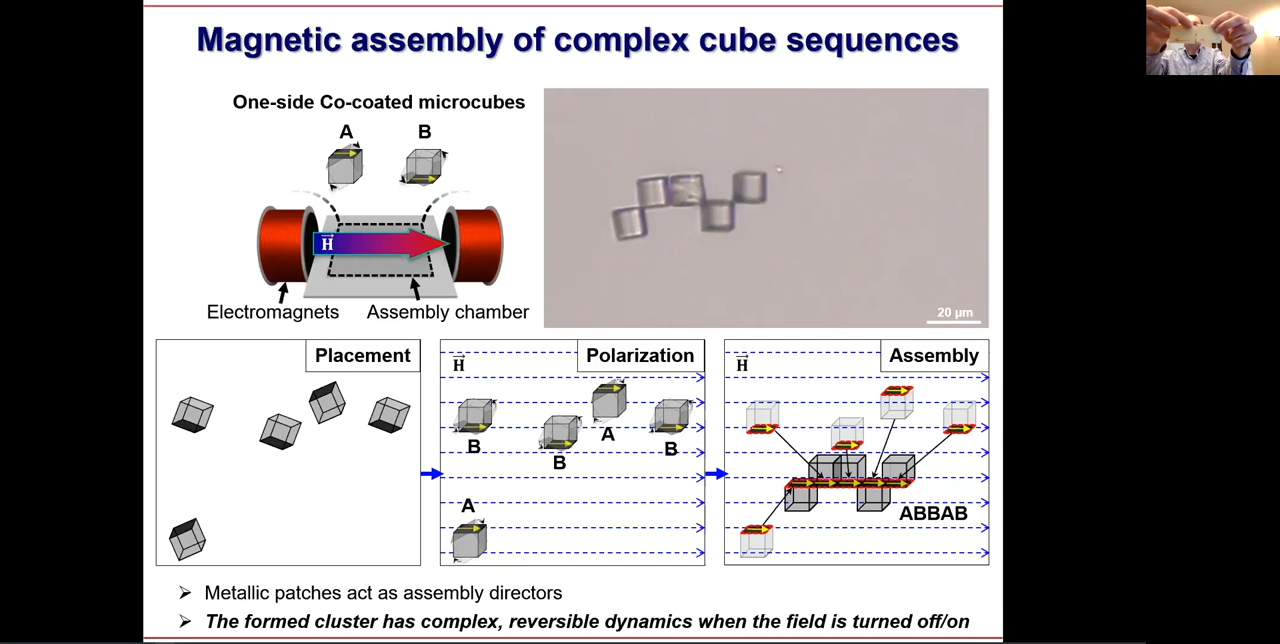 Magnetic assembly of complex cube sequences
One-side Co-coated microcubes
A
B
H
Electromagnets
Assembly chamber
20 µm
Placement
H
Polarization
B
B
A
B
A
H
Assembly
ABBAB
➢ Metallic patches act as assembly directors
➢ The formed cluster has complex, reversible dynamics when the field is turned off/on